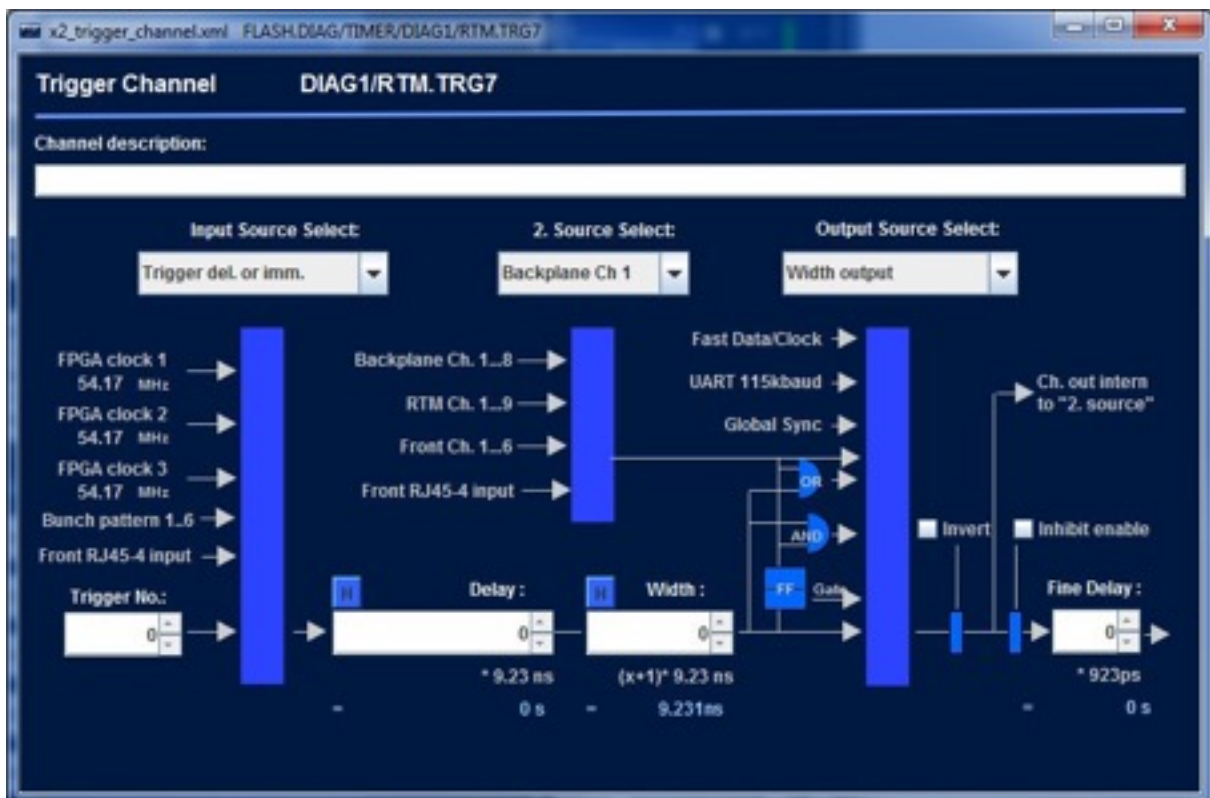 x2_trigger_channel.xml FLASH.DIAG/TIMER/DIAG1/RTM.TRG7
Trigger Channel DIAG1/RTM.TRG7
Channel description:
Input Source Select: 2. Source Select: Output Source Select:
Trigger del. or imm. Backplane Ch 1 Width output
FPGA clock 1
54.17 MHz
FPGA clock 2
54.17 MHz
FPGA clock 3
54.17 MHz
Bunch pattern 1..6
Front RJ45-4 input
Trigger No.:
0
Backplane Ch. 1...8
RTM Ch. 1...9
Front Ch. 1...6
Front RJ45-4 input
Fast Data/Clock
UART 115kbaud
Global Sync
OR
AND
FF Gate
Ch. out intern
to "2. source"
Invert Inhibit enable
H Delay :
0
* 9.23 ns
= 0 s
H Width :
0
(x+1)* 9.23 ns
= 9.231ns
Fine Delay :
0
* 923ps
= 0 s